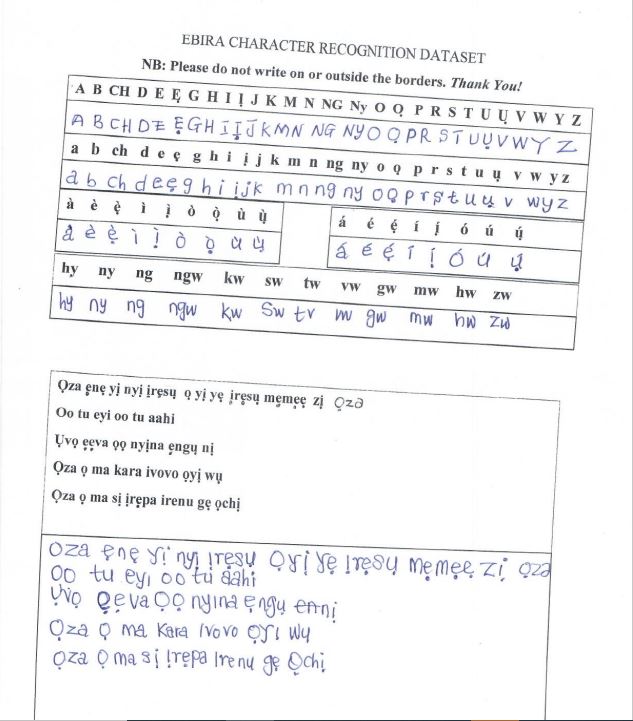 EBIRA CHARACTER RECOGNITION DATASET
NB: Please do not write on or outside the borders. Thank You!
A B CH D E Ẹ G H I Ị J K M N NG Ny O Ọ P R S T U Ụ V W Y Z
A B CH D E Ẹ G H I Ị J K M N NG NY O Ọ P R S T U Ụ V W Y Z
a b ch d e ẹ g h i ị j k m n ng ny o ọ p r s t u ụ v w y z
a b ch d e ẹ g h i ị j k m n ng ny o ọ p r s t u ụ v w y z
à è ẹ̀ ì ị̀ ò ọ̀ ù ụ̀
à è ẹ̀ ì ị̀ ò ọ̀ ù ụ̀
á é ẹ́ í ị́ ó ú ụ́
á é ẹ́ í ị́ ó ú ụ́
hy ny ng ngw kw sw tw vw gw mw hw zw
hy ny ng ngw kw sw tv vw gw mw hw zw
Ọza ẹnẹ yị nyị ịrẹsụ ọ yị yẹ ịrẹsụ mẹmẹẹ zị ọza
Oo tu eyi oo tu aahi
Ụvọ ẹẹva ọọ nyịna ẹngụ nị
Ọza ọ ma kara ivovo ọyị wụ
Ọza ọ ma sị ịrẹpa irenu gẹ ọchị
Ọza ẹnẹ yị nyị ịrẹsụ Ọyị yẹ ịrẹsụ mẹmẹẹ zị ọza
Oo tu eyi oo tu aahi
Ụvọ ẹẹva Ọọ nyina ẹngụ nị
Ọza Ọ ma Kara Ivovo Ọyi wụ
Ọza Ọ ma sị ịrẹpa Irenu gẹ Ọchị